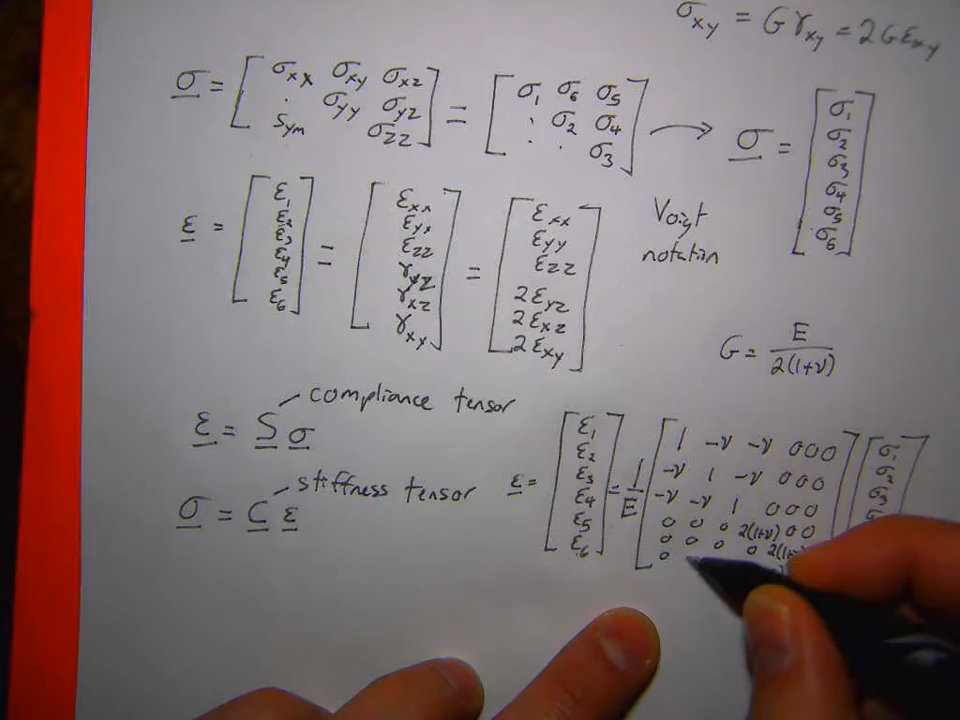 σxy = Gγxy = 2Gεxy
σ = [ σxx σxy σxz = [ σ1 σ6 σ5 → σ = [ σ1
. σyy σyz : σ2 σ4 σ2
Sym σzz ] . . σ3 ] σ3
σ4
σ5
σ6 ]
Voigt
notation
ε = [ ε1 = [ εxx = [ εxx
ε2 εyx εyy
ε3 εzz εzz
ε4 γyz 2εyz
ε5 γxz 2εxz
ε6 ] γxy ] 2εxy ]
G = E / 2(1+ν)
compliance tensor
ε = S σ
stiffness tensor
σ = C ε
ε = [ ε1 = 1/E [ 1 -ν -ν 0 0 0 [ σ1
ε2 -ν 1 -ν 0 0 0 σ2
ε3 -ν -ν 1 0 0 0 σ3
ε4 0 0 0 2(1+ν) 0 0
ε5 0 0 0 0 2(1+
ε6 ] 0